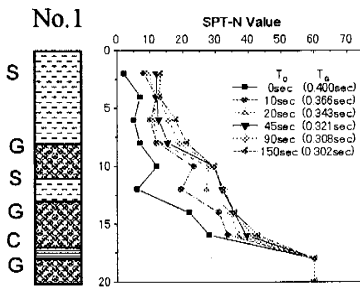 No.1
SPT-N Value
0 10 20 30 40 50 60 70
0
5
10
15
20
S
G
S
G
C
G
T₀ T_G
0sec (0.400sec)
10sec (0.366sec)
20sec (0.343sec)
45sec (0.321sec)
90sec (0.308sec)
150sec (0.302sec)